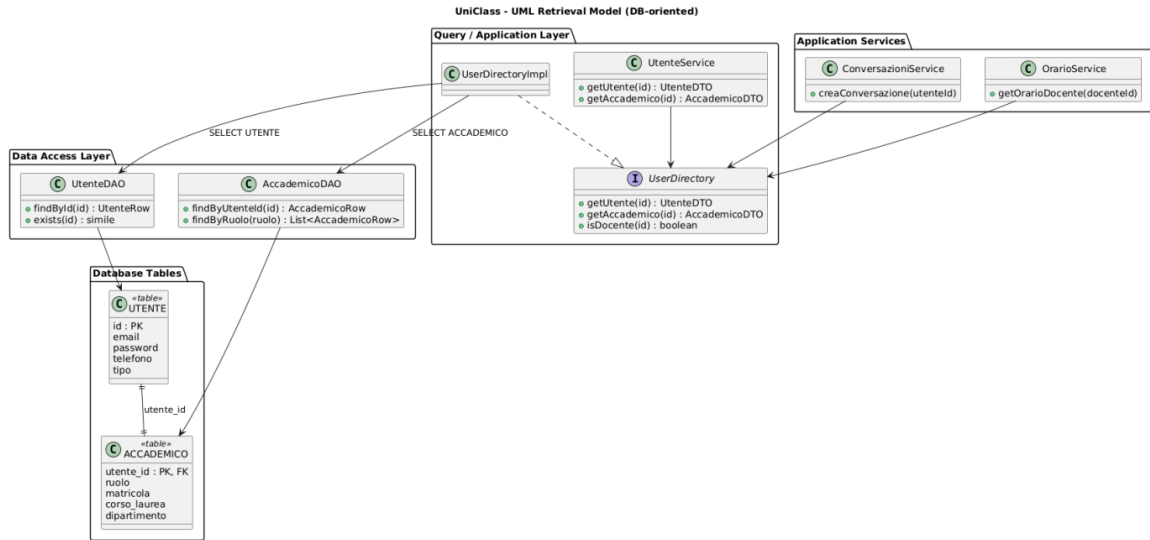 UniClass - UML Retrieval Model (DB-oriented)
Query / Application Layer
C UserDirectoryImpl
C UtenteService
getUtente(id) : UtenteDTO
getAccademico(id) : AccademicoDTO
Application Services
C ConversazioniService
creaConversazione(utenteId)
C OrarioService
getOrarioDocente(docenteId)
SELECT UTENTE
SELECT ACCADEMICO
I UserDirectory
getUtente(id) : UtenteDTO
getAccademico(id) : AccademicoDTO
isDocente(id) : boolean
Data Access Layer
C UtenteDAO
findById(id) : UtenteRow
exists(id) : simile
C AccademicoDAO
findByUtenteId(id) : AccademicoRow
findByRuolo(ruolo) : List<AccademicoRow>
Database Tables
«table»
C UTENTE
id : PK
email
password
telefono
tipo
utente_id
«table»
C ACCADEMICO
utente_id : PK, FK
ruolo
matricola
corso_laurea
dipartimento